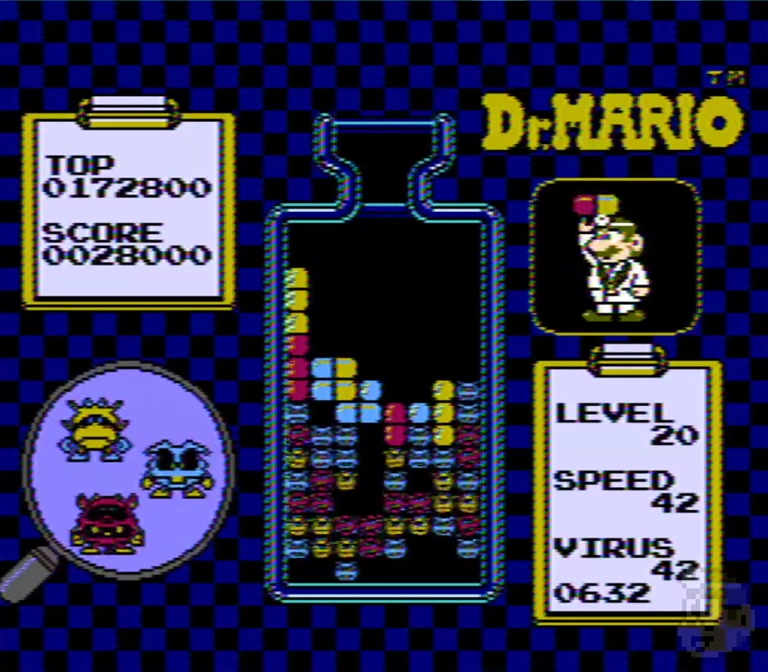 TM
Dr. MARIO
TOP
0172800
SCORE
0028000
LEVEL
20
SPEED
42
VIRUS
42
0632